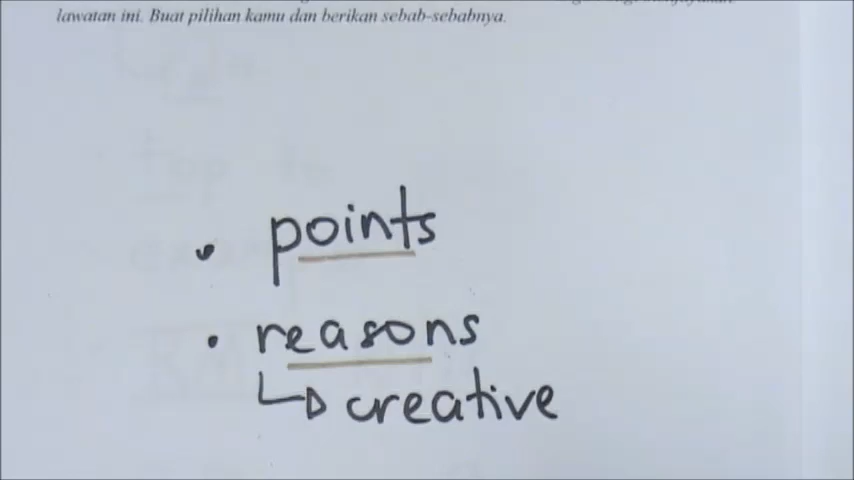 lawatan ini. Buat pilihan kamu dan berikan sebab-sebabnya.
• points
• reasons
↳ creative